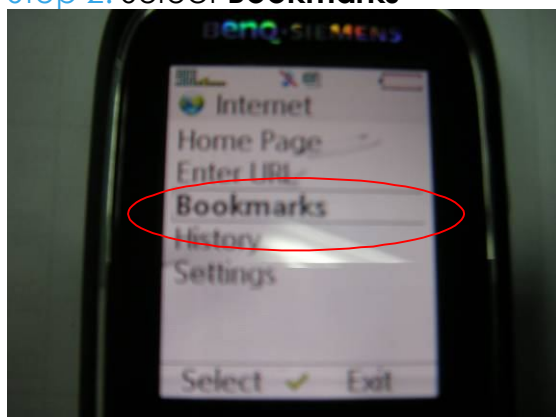 Step 2: Select Bookmarks
BenQ-SIEMENS
Internet
Home Page
Enter URL
Bookmarks
History
Settings
Select Exit